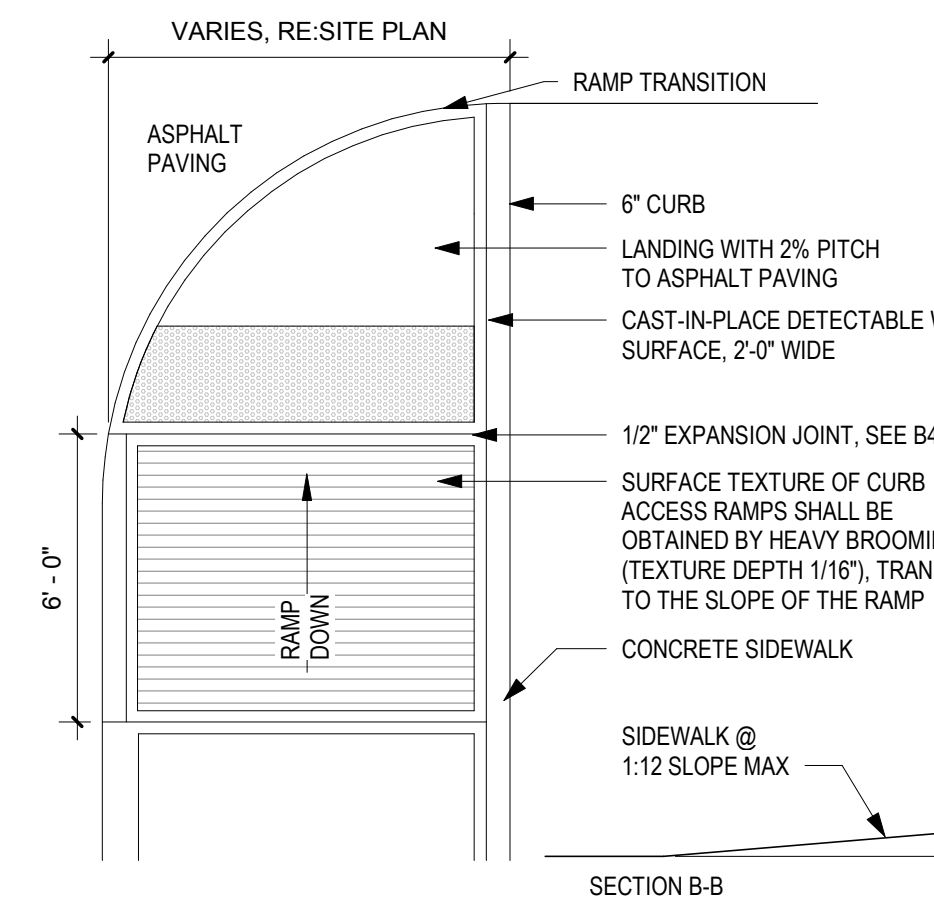 VARIES, RE:SITE PLAN
RAMP TRANSITION
ASPHALT
PAVING
6" CURB
LANDING WITH 2% PITCH
TO ASPHALT PAVING
CAST-IN-PLACE DETECTABLE
SURFACE, 2'-0" WIDE
1/2" EXPANSION JOINT, SEE B4
SURFACE TEXTURE OF CURB
ACCESS RAMPS SHALL BE
OBTAINED BY HEAVY
(TEXTURE DEPTH 1/16"),
TO THE SLOPE OF THE RAMP
6' - 0"
RAMP
DOWN
CONCRETE SIDEWALK
SIDEWALK @
1:12 SLOPE MAX
SECTION B-B